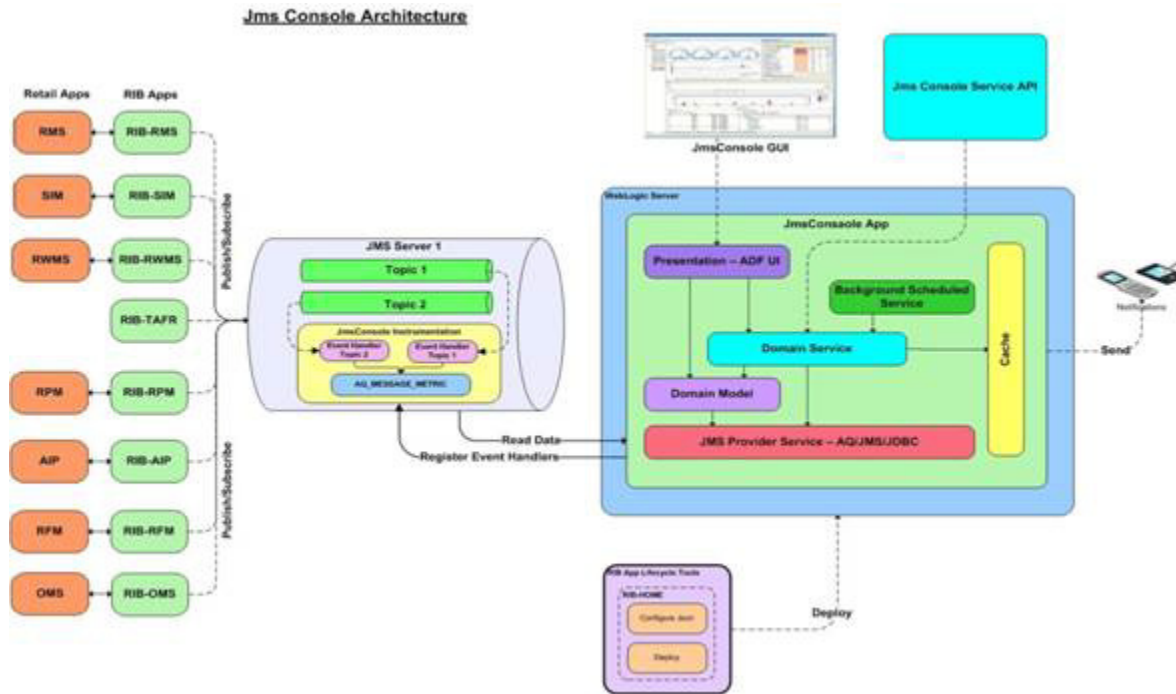 Jms Console Architecture
Retail Apps
RIB Apps
RMS
RIB-RMS
SIM
RIB-SIM
RWMS
RIB-RWMS
RIB-TAFR
RPM
RIB-RPM
AIP
RIB-AIP
RFM
RIB-RFM
OMS
RIB-OMS
Publish/Subscribe
Publish/Subscribe
JMS Server 1
Topic 1
Topic 2
JmsConsole Instrumentation
Event Handler
Topic 2
Event Handler
Topic 1
AQ_MESSAGE_METRIC
Read Data
Register Event Handlers
JmsConsole GUI
Jms Console Service API
WebLogic Server
JmsConsaole App
Presentation – ADF UI
Background Scheduled
Service
Domain Service
Domain Model
JMS Provider Service – AQ/JMS/JDBC
Cache
Notifications
Send
Deploy
RIB App Lifecycle Tools
RIB-HOME
Configure
Deploy